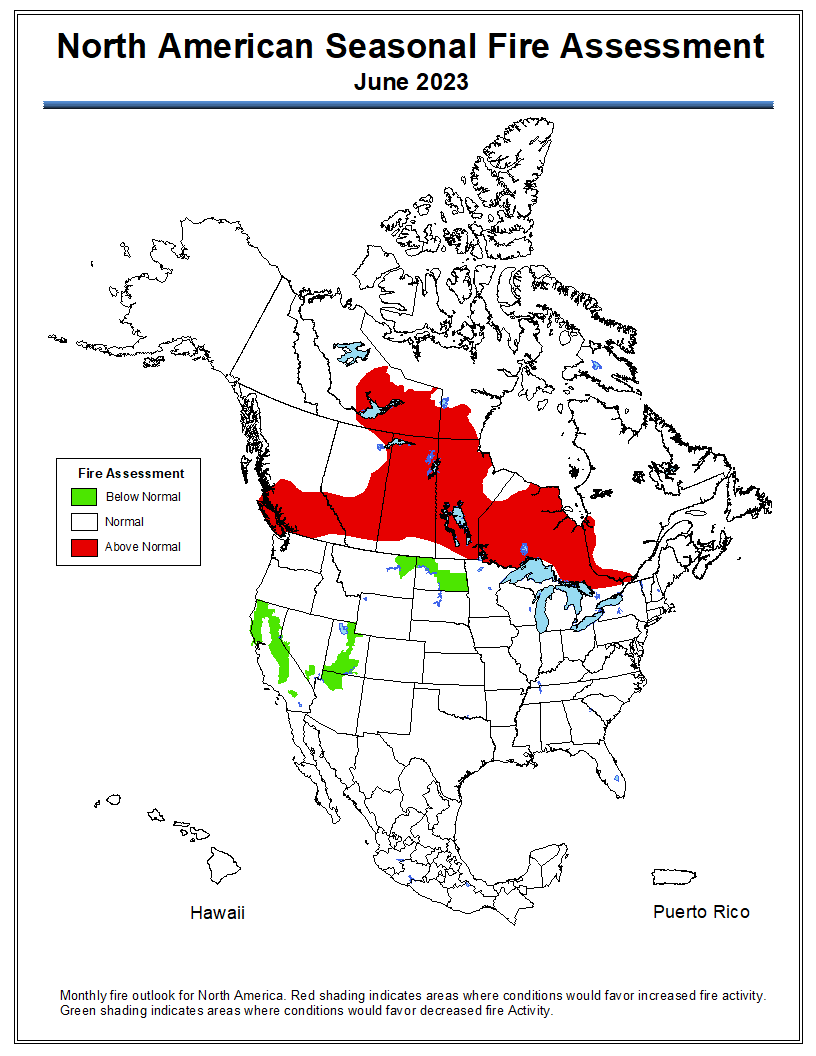 North American Seasonal Fire Assessment
June 2023
Fire Assessment
Below Normal
Normal
Above Normal
Hawaii
Puerto Rico
Monthly fire outlook for North America. Red shading indicates areas where conditions would favor increased fire activity.
Green shading indicates areas where conditions would favor decreased fire Activity.